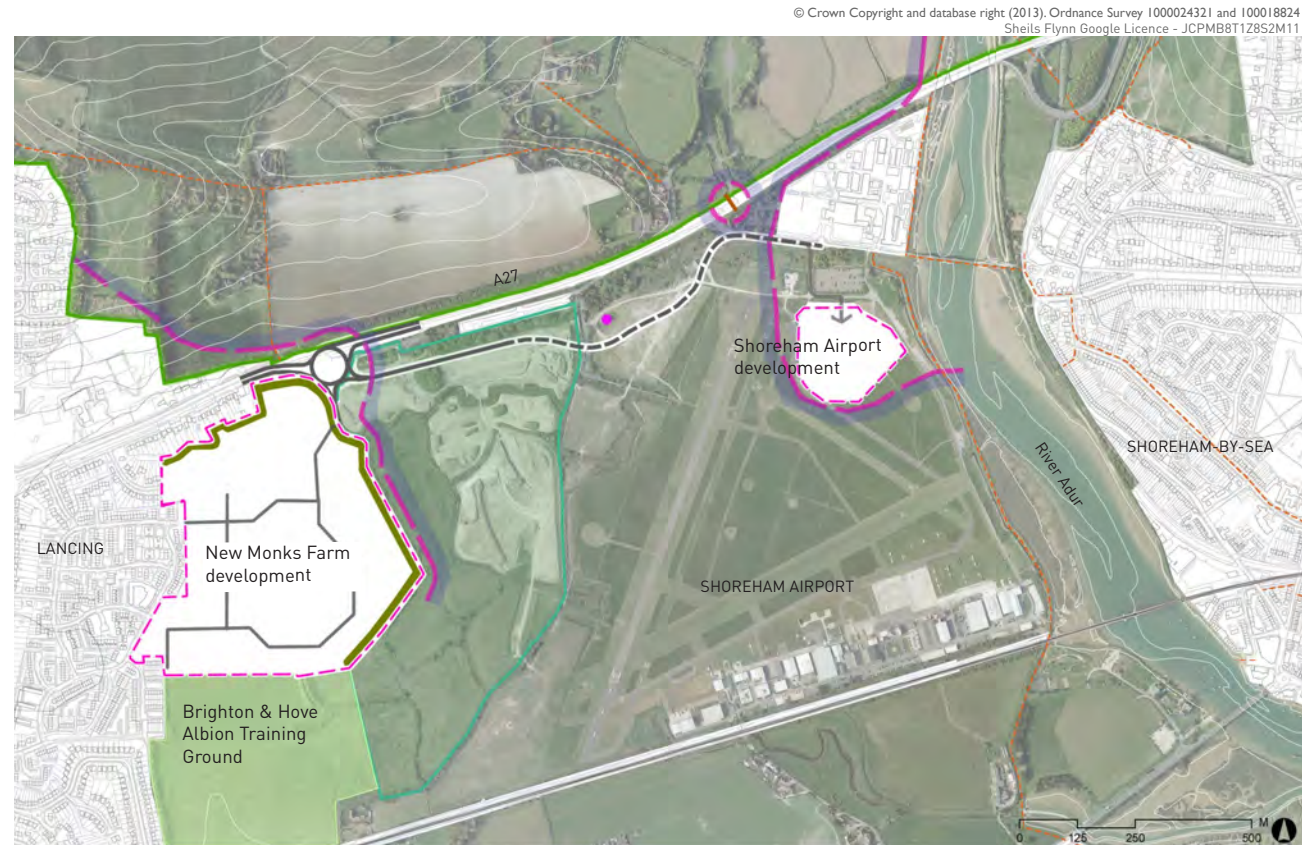 © Crown Copyright and database right (2013). Ordnance Survey 1000024321 and 100018824
Sheils Flynn Google Licence - JCPMB8T1Z8S2M11
A27
Shoreham Airport
development
River Adur
SHOREHAM-BY-SEA
LANCING
New Monks Farm
development
SHOREHAM AIRPORT
Brighton & Hove
Albion Training
Ground
M
0 125 250 500